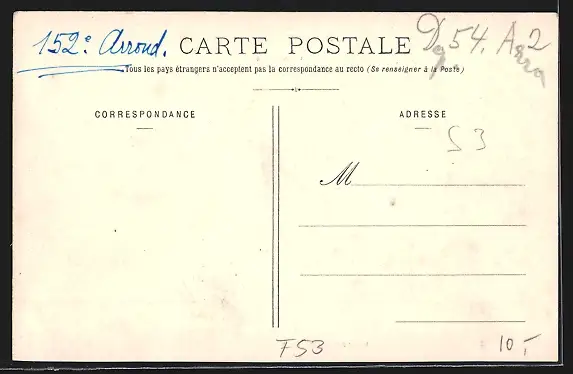 152e Arrond. CARTE POSTALE 54.
Tous les pays étrangers n'acceptent pas la correspondance au recto (Se renseigner à la Poste)
CORRESPONDANCE
ADRESSE
53
M
F53
10,-